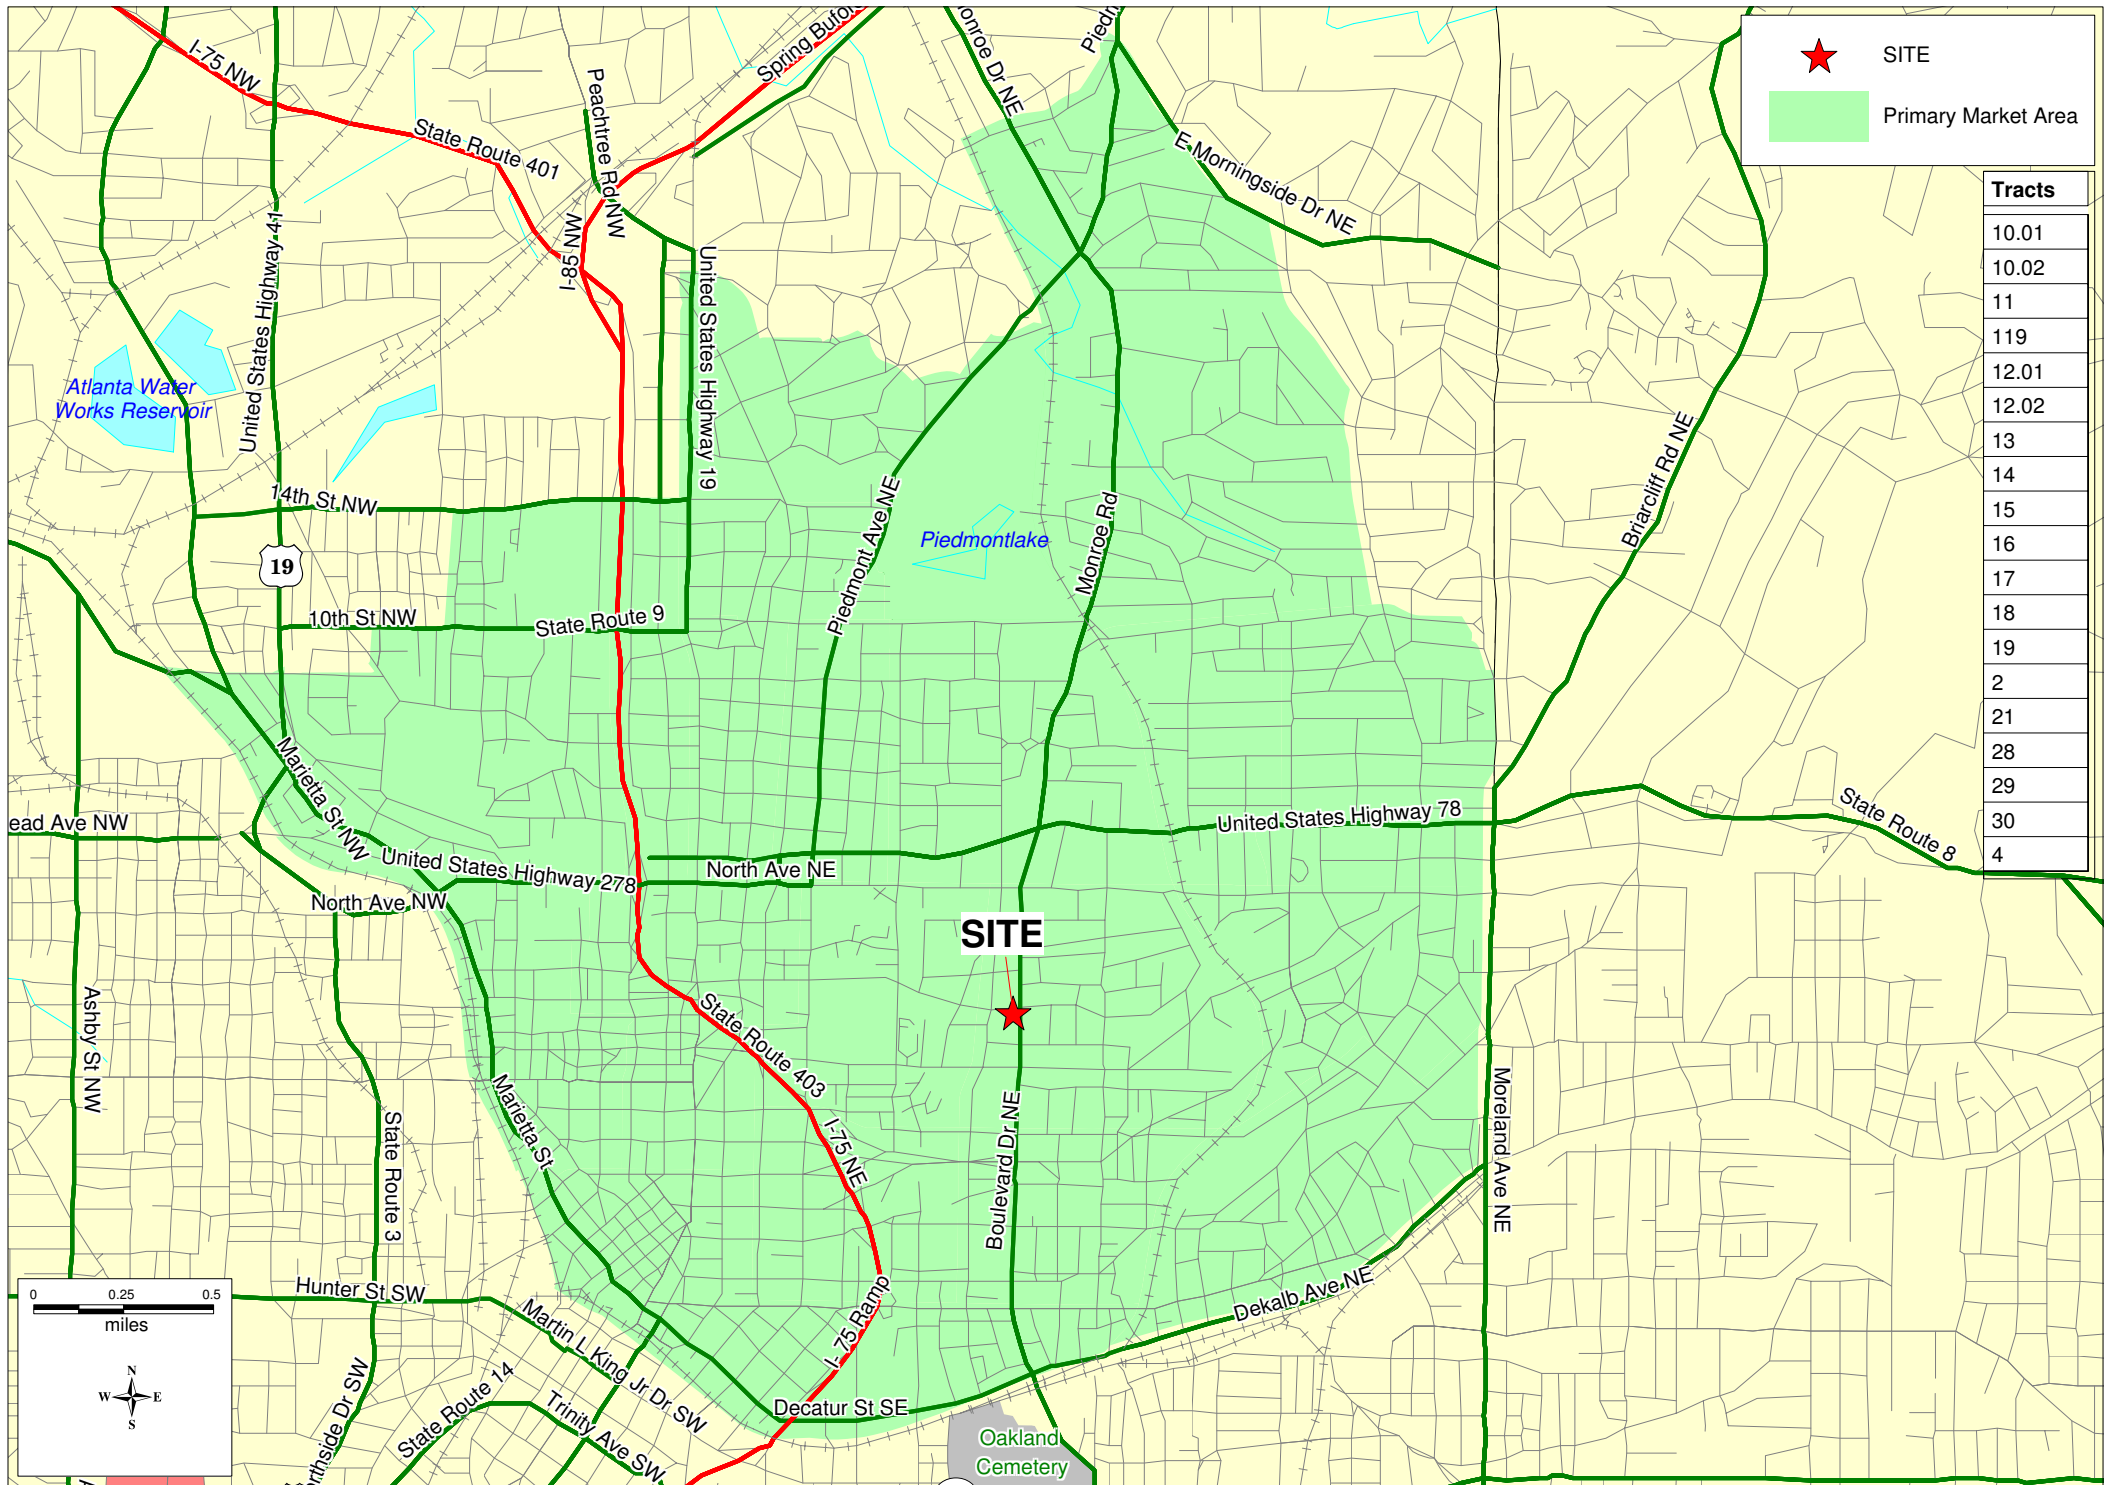 SITE
Primary Market Area
Tracts
10.01
10.02
11
119
12.01
12.02
13
14
15
16
17
18
19
2
21
28
29
30
4
I-75 NW
State Route 401
Peachtree Rd NW
Spring Buford
onroe Dr NE
Piedm
E Morningside Dr NE
I-85 NW
United States Highway 41
United States Highway 19
Atlanta Water
Works Reservoir
14th St NW
19
10th St NW
State Route 9
Piedmont Ave NE
Piedmontlake
Monroe Rd
Briarcliff Rd NE
Marietta St NW
ead Ave NW
United States Highway 278
North Ave NE
United States Highway 78
State Route 8
North Ave NW
SITE
Ashby St NW
State Route 403
Marietta St
I-75 NE
Boulevard Dr NE
Moreland Ave NE
State Route 3
Hunter St SW
Martin L King Jr Dr SW
I-75 Ramp
Dekalb Ave NE
0 0.25 0.5
miles
N
W E
S
orthside Dr SW
State Route 14
Trinity Ave SW
Decatur St SE
Oakland
Cemetery